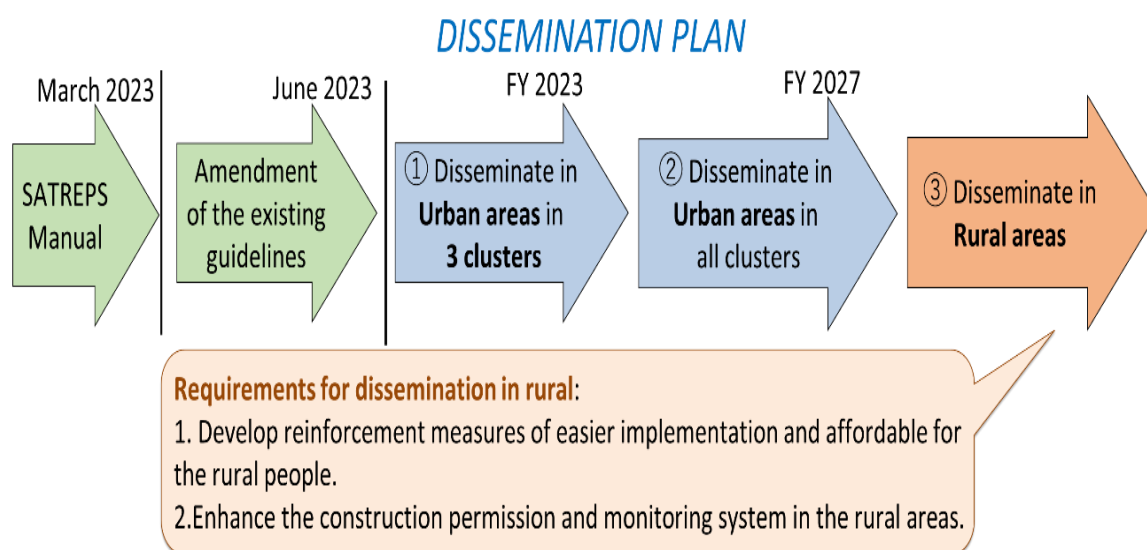 DISSEMINATION PLAN
March 2023
June 2023
FY 2023
FY 2027
SATREPS
Manual
Amendment
of the existing
guidelines
① Disseminate in
Urban areas in
3 clusters
② Disseminate in
Urban areas in
all clusters
③ Disseminate in
Rural areas
Requirements for dissemination in rural:
1. Develop reinforcement measures of easier implementation and affordable for
the rural people.
2.Enhance the construction permission and monitoring system in the rural areas.